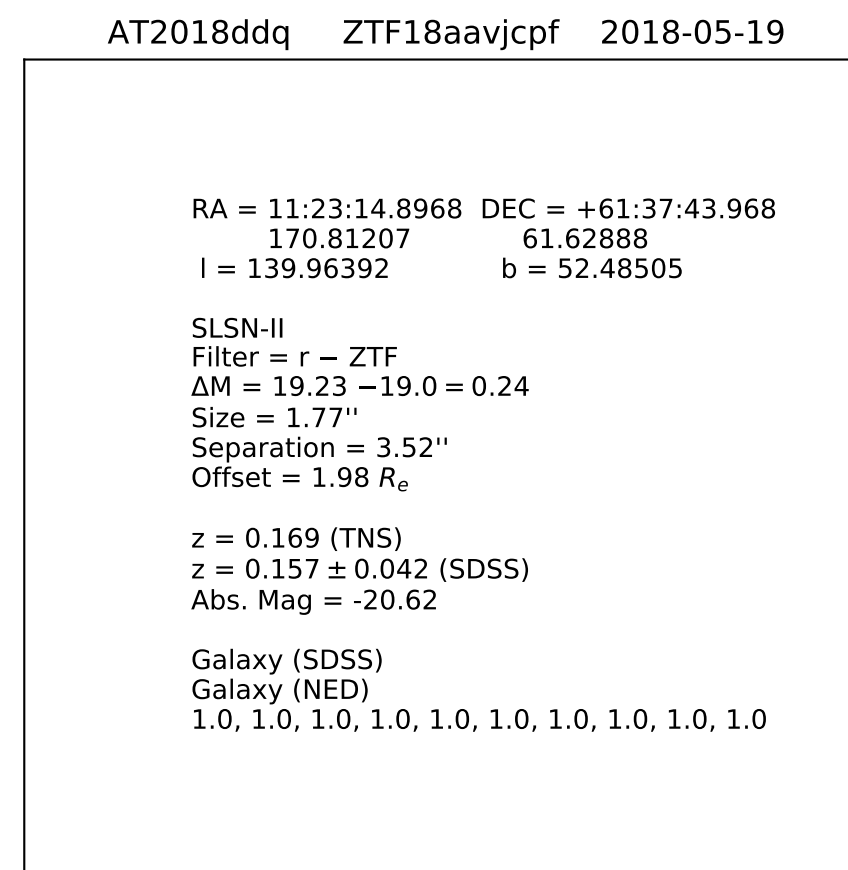 AT2018ddq ZTF18aavjcpf 2018-05-19
RA = 11:23:14.8968 DEC = +61:37:43.968
170.81207 61.62888
l = 139.96392 b = 52.48505
SLSN-II
Filter = r − ZTF
ΔM = 19.23 −19.0 = 0.24
Size = 1.77''
Separation = 3.52''
Offset = 1.98 Rₑ
z = 0.169 (TNS)
z = 0.157 ± 0.042 (SDSS)
Abs. Mag = -20.62
Galaxy (SDSS)
Galaxy (NED)
1.0, 1.0, 1.0, 1.0, 1.0, 1.0, 1.0, 1.0, 1.0, 1.0